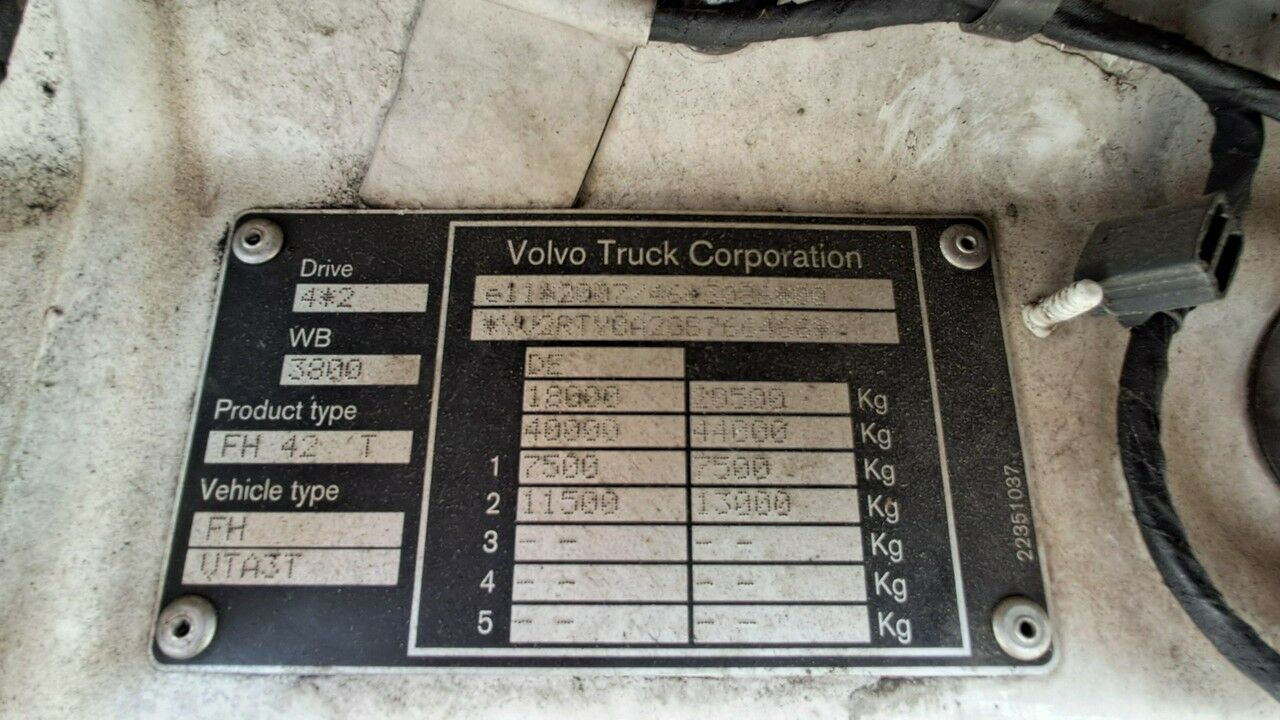 Volvo Truck Corporation
Drive
4*2
WB
3800
Product type
FH 42 T
Vehicle type
FH
VTA3T
DE
18000 20500 Kg
40000 44000 Kg
1 7500 7500 Kg
2 11500 13000 Kg
3 -- -- -- -- Kg
4 -- -- -- -- Kg
5 -- -- -- -- Kg
22351037